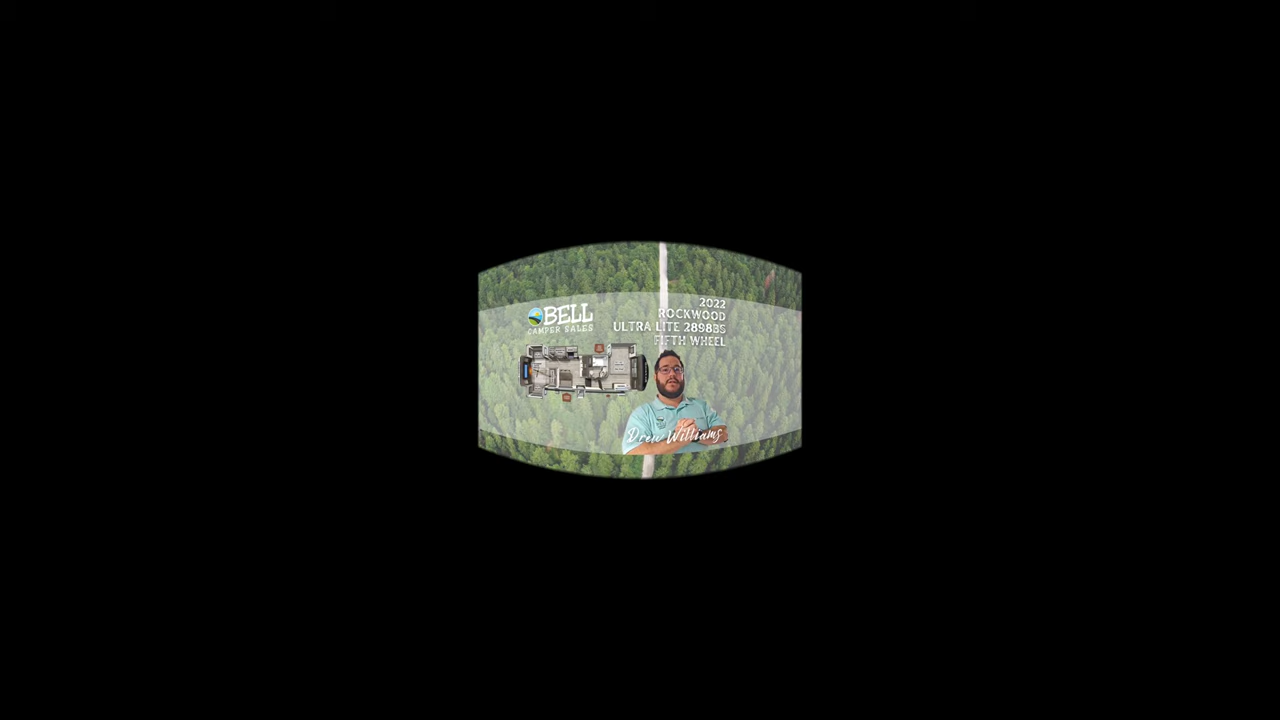 BELL
CAMPER SALES
2022
ROCKWOOD
ULTRA LITE 2898BS
FIFTH WHEEL
Drew Williams